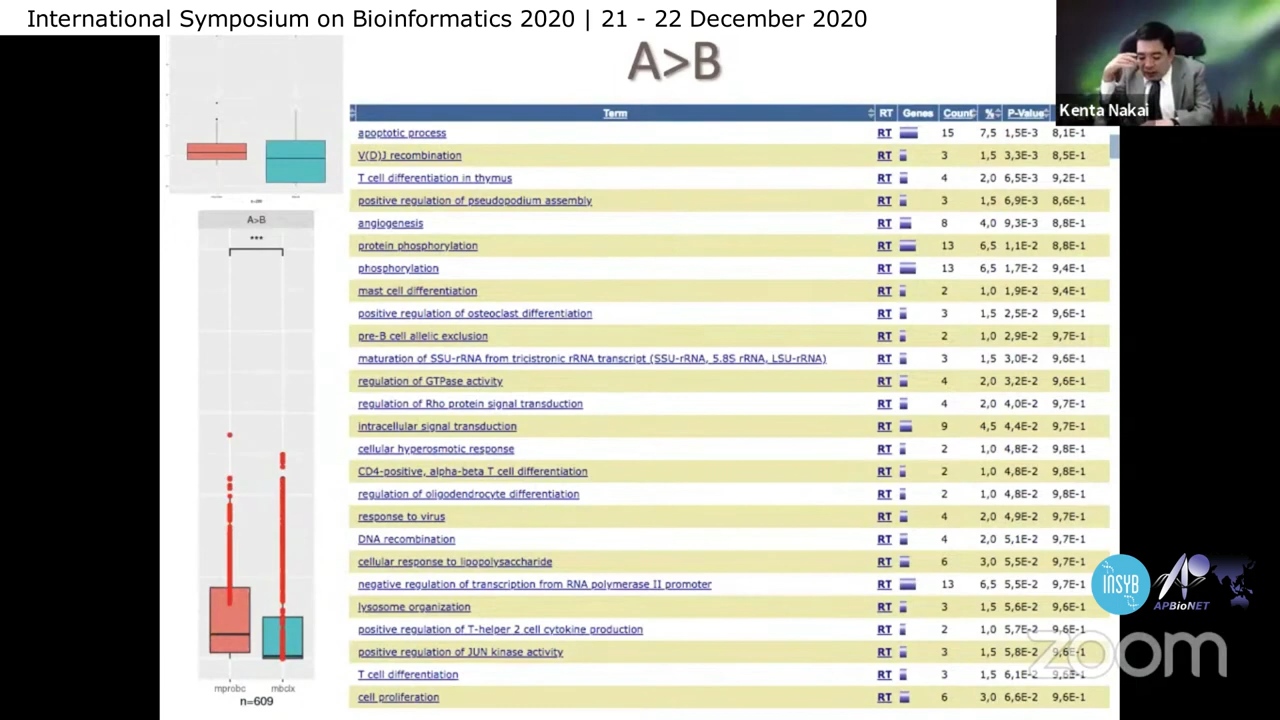 International Symposium on Bioinformatics 2020 | 21 - 22 December 2020
A>B
Kenta Nakai
Term RT Genes Count % P-Value
apoptotic process RT 15 7,5 1,5E-3 8,1E-1
V(D)J recombination RT 3 1,5 3,3E-3 8,5E-1
T cell differentiation in thymus RT 4 2,0 6,5E-3 9,2E-1
positive regulation of pseudopodium assembly RT 3 1,5 6,9E-3 8,6E-1
angiogenesis RT 8 4,0 9,3E-3 8,8E-1
protein phosphorylation RT 13 6,5 1,1E-2 8,8E-1
phosphorylation RT 13 6,5 1,7E-2 9,4E-1
mast cell differentiation RT 2 1,0 1,9E-2 9,4E-1
positive regulation of osteoclast differentiation RT 3 1,5 2,5E-2 9,6E-1
pre-B cell allelic exclusion RT 2 1,0 2,9E-2 9,7E-1
maturation of SSU-rRNA from tricistronic rRNA transcript (SSU-rRNA, 5.8S rRNA, LSU-rRNA) RT 3 1,5 3,0E-2 9,6E-1
regulation of GTPase activity RT 4 2,0 3,2E-2 9,6E-1
regulation of Rho protein signal transduction RT 4 2,0 4,0E-2 9,7E-1
intracellular signal transduction RT 9 4,5 4,4E-2 9,7E-1
cellular hyperosmotic response RT 2 1,0 4,8E-2 9,8E-1
CD4-positive, alpha-beta T cell differentiation RT 2 1,0 4,8E-2 9,8E-1
regulation of oligodendrocyte differentiation RT 2 1,0 4,8E-2 9,8E-1
response to virus RT 4 2,0 4,9E-2 9,7E-1
DNA recombination RT 4 2,0 5,1E-2 9,7E-1
cellular response to lipopolysaccharide RT 6 3,0 5,5E-2 9,7E-1
negative regulation of transcription from RNA polymerase II promoter RT 13 6,5 5,5E-2 9,7E-1
lysosome organization RT 3 1,5 5,6E-2 9,6E-1
positive regulation of T-helper 2 cell cytokine production RT 2 1,0 5,7E-2 9,6E-1
positive regulation of JUN kinase activity RT 3 1,5 5,8E-2 9,6E-1
T cell differentiation RT 3 1,5 6,1E-2 9,6E-1
cell proliferation RT 6 3,0 6,6E-2 9,6E-1
A>B
***
mprobc mbclx
n=609
INSYB
APBioNET
zoom